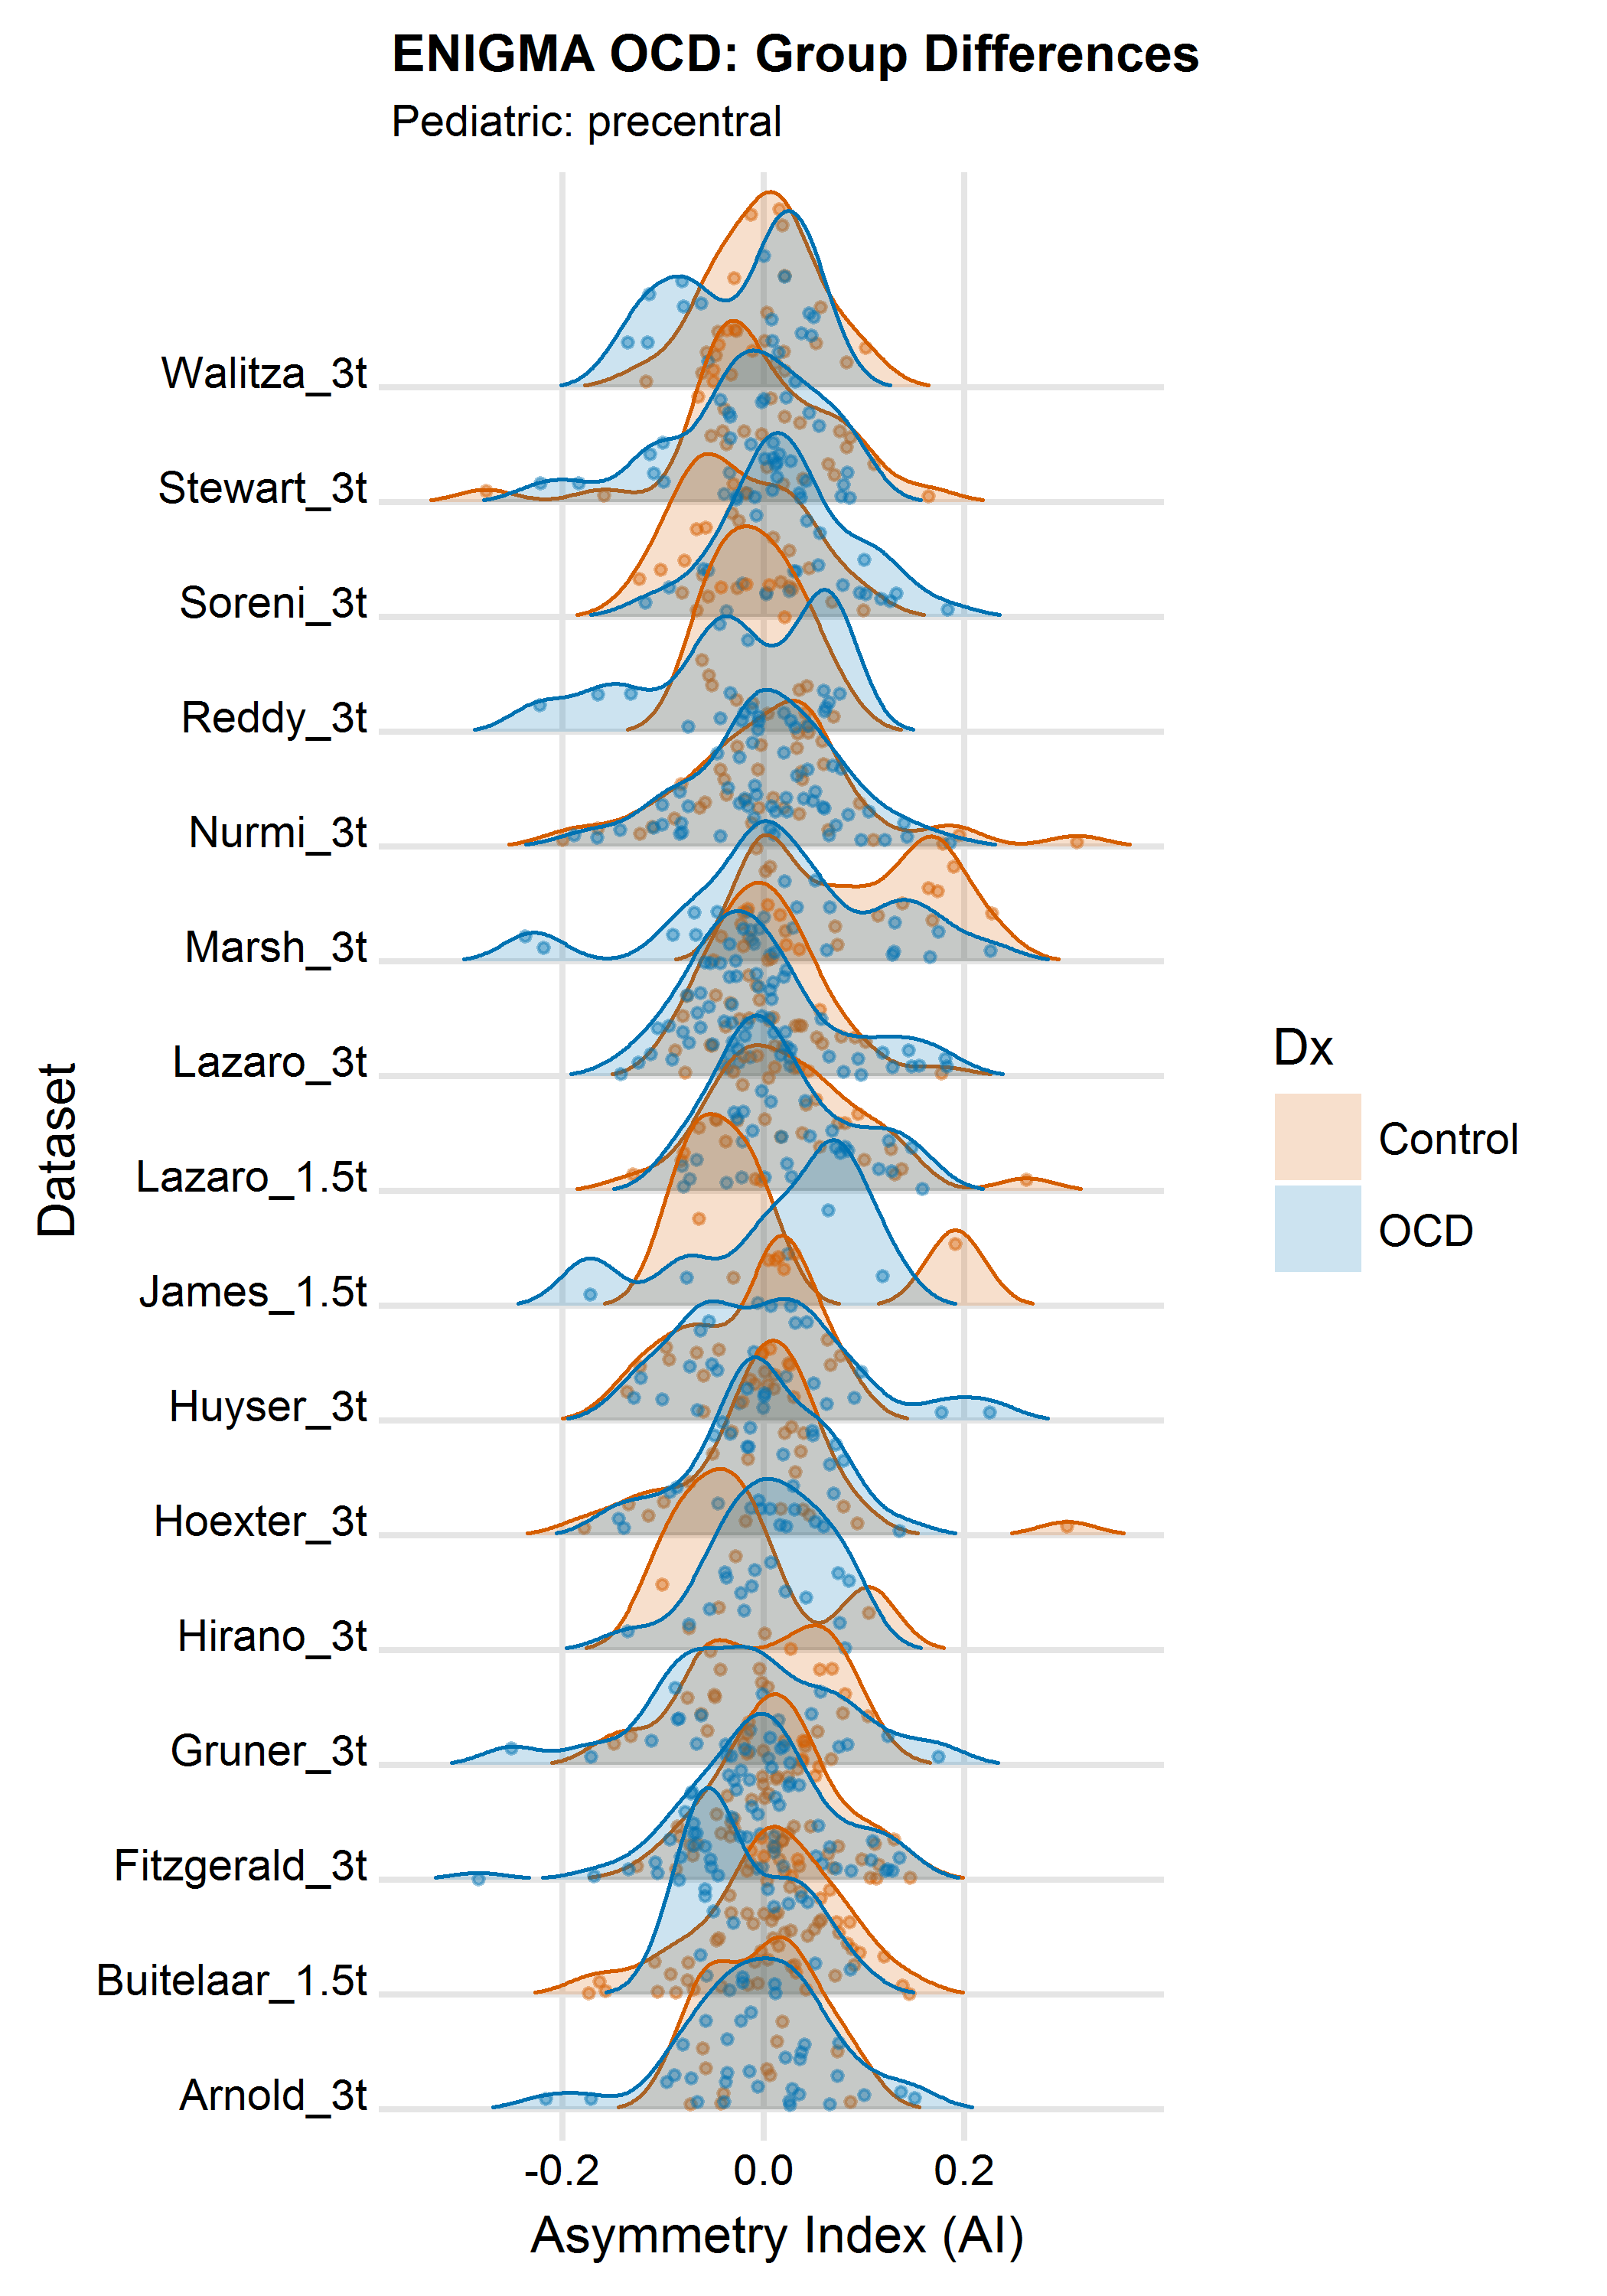 ENIGMA OCD: Group Differences
Pediatric: precentral
Walitza_3t
Stewart_3t
Soreni_3t
Reddy_3t
Nurmi_3t
Marsh_3t
Lazaro_3t
Lazaro_1.5t
James_1.5t
Huyser_3t
Hoexter_3t
Hirano_3t
Gruner_3t
Fitzgerald_3t
Buitelaar_1.5t
Arnold_3t
Dataset
-0.2 0.0 0.2
Asymmetry Index (AI)
Dx
Control
OCD